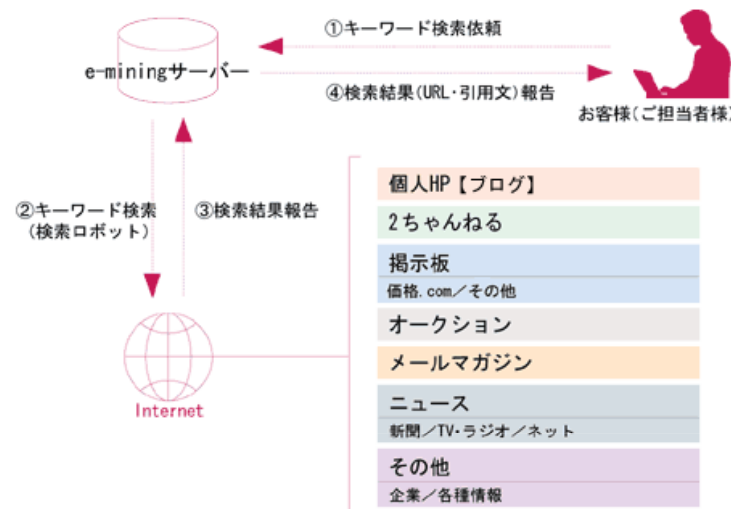 ①キーワード検索依頼
e-miningサーバー
④検索結果(URL・引用文)報告
お客様(ご担当者様)
②キーワード検索
(検索ロボット)
③検索結果報告
Internet
個人HP【ブログ】
2ちゃんねる
掲示板
価格.com／その他
オークション
メールマガジン
ニュース
新聞／TV・ラジオ／ネット
その他
企業／各種情報